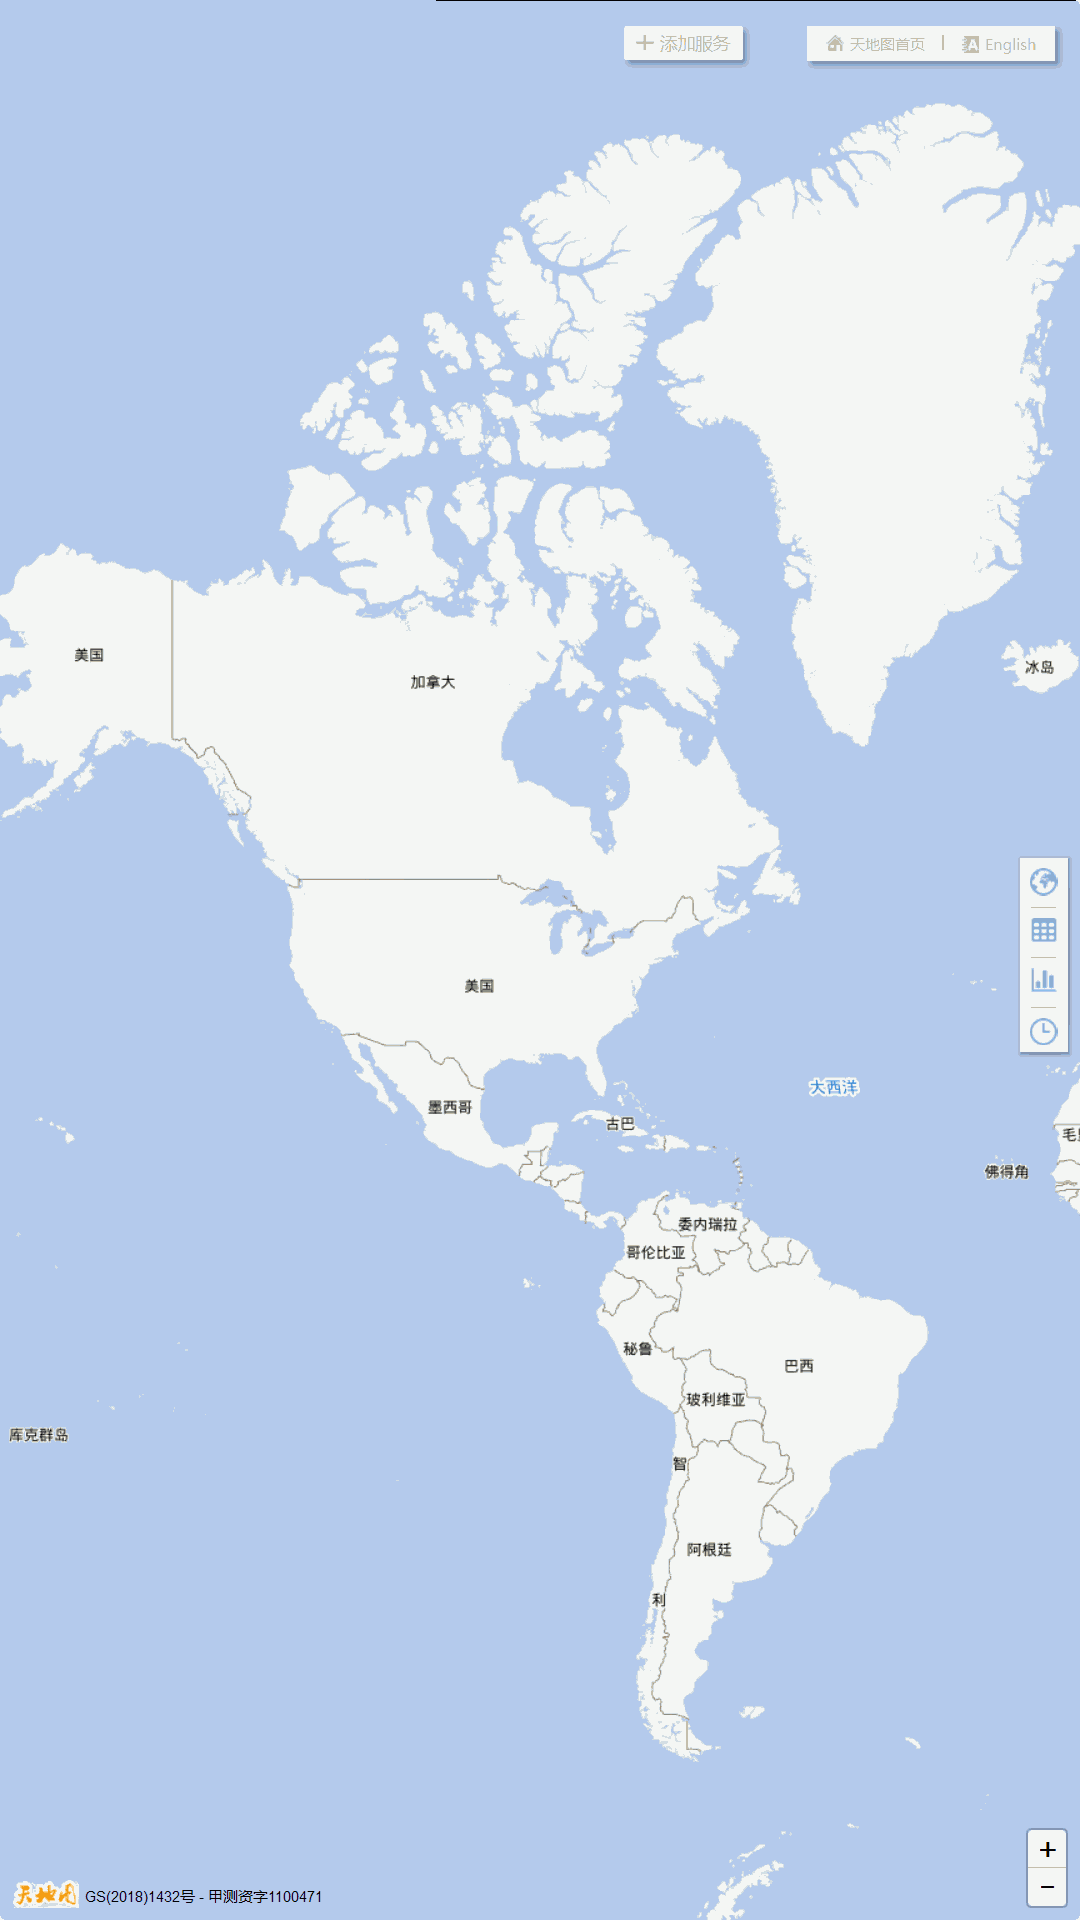 添加服务
天地图首页 | English
美国
加拿大
冰岛
美国
大西洋
墨西哥
古巴
佛得角
委内瑞拉
哥伦比亚
秘鲁
巴西
玻利维亚
库克群岛
智
阿根廷
利
+
−
天地图 GS(2018)1432号 - 甲测资字1100471